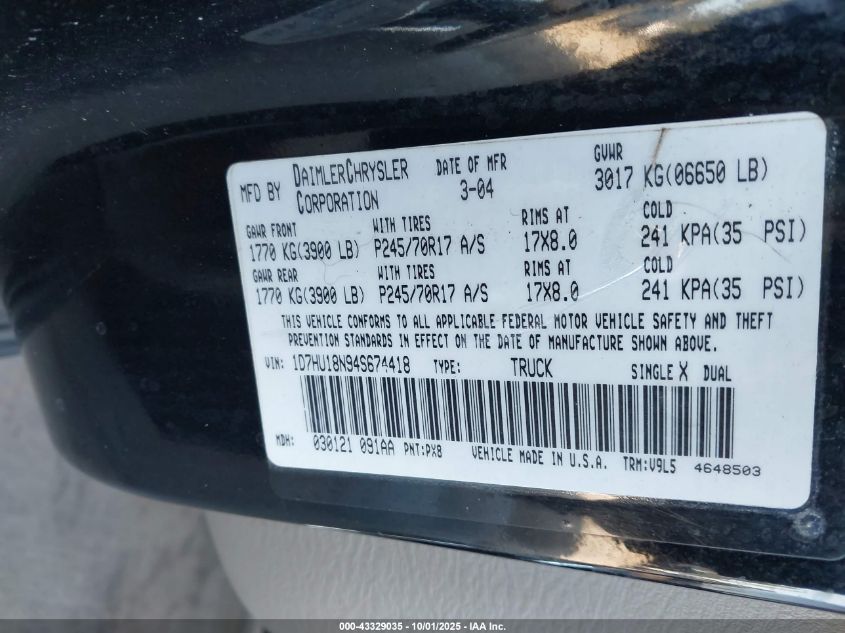 MFD BY DAIMLERCHRYSLER CORPORATION DATE OF MFR 3-04 GVWR 3017 KG(06650 LB)
GAWR FRONT WITH TIRES RIMS AT COLD
1770 KG(3900 LB) P245/70R17 A/S 17X8.0 241 KPA(35 PSI)
GAWR REAR WITH TIRES RIMS AT COLD
1770 KG(3900 LB) P245/70R17 A/S 17X8.0 241 KPA(35 PSI)
THIS VEHICLE CONFORMS TO ALL APPLICABLE FEDERAL MOTOR VEHICLE SAFETY AND THEFT
PREVENTION STANDARDS IN EFFECT ON THE DATE OF MANUFACTURE SHOWN ABOVE.
VIN: 1D7HU18N94S674418 TYPE: TRUCK SINGLE X DUAL
MDH: 030121 091AA PNT:PX8 VEHICLE MADE IN U.S.A. TRM:V9L5 4648503
000-43329035 - 10/01/2025 - IAA Inc.